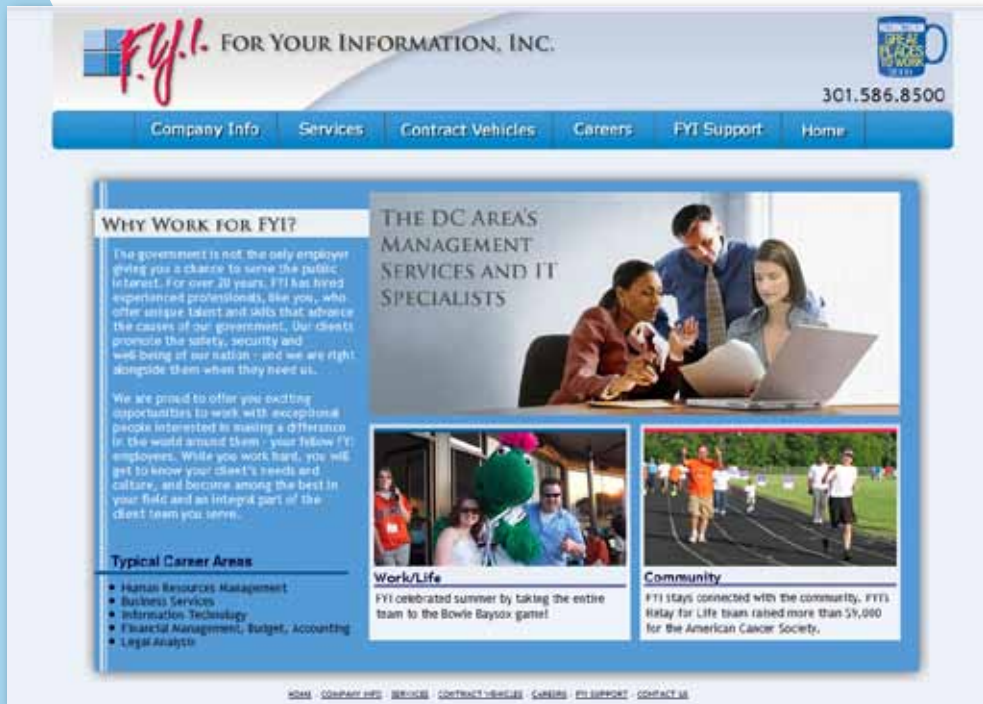 F.Y.I. FOR YOUR INFORMATION, INC.
GREAT
PLACES
TO WORK
301.586.8500
Company Info Services Contract Vehicles Careers FYI Support Home
WHY WORK FOR FYI?
The government is not the only employer
giving you a chance to serve the public
interest. For over 20 years, FYI has hired
experienced professionals, like you, who
offer unique talent and skills that advance
the causes of our government. Our clients
promote the safety, security and
well-being of our nation - and we are right
alongside them when they need us.
We are proud to offer you exciting
opportunities to work with exceptional
people interested in making a difference
in the world around them - your fellow FYI
employees. While you work hard, you will
get to know your client's needs and
culture, and become among the best in
your field and an integral part of the
client team you serve.
Typical Career Areas
• Human Resources Management
• Business Services
• Information Technology
• Financial Management, Budget, Accounting
• Legal Analysis
THE DC AREA'S
MANAGEMENT
SERVICES AND IT
SPECIALISTS
Work/Life
FYI celebrated summer by taking the entire
team to the Bowie Baysox game!
Community
FYI stays connected with the community. FYI's
Relay for Life team raised more than $9,000
for the American Cancer Society.
HOME - COMPANY INFO - SERVICES - CONTRACT VEHICLES - CAREERS - FYI SUPPORT - CONTACT US